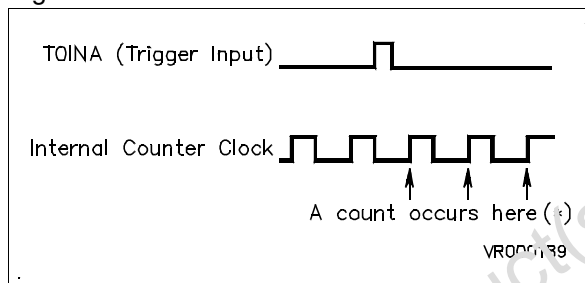 T0INA (Trigger Input)
Internal Counter Clock
A count occurs here (*)